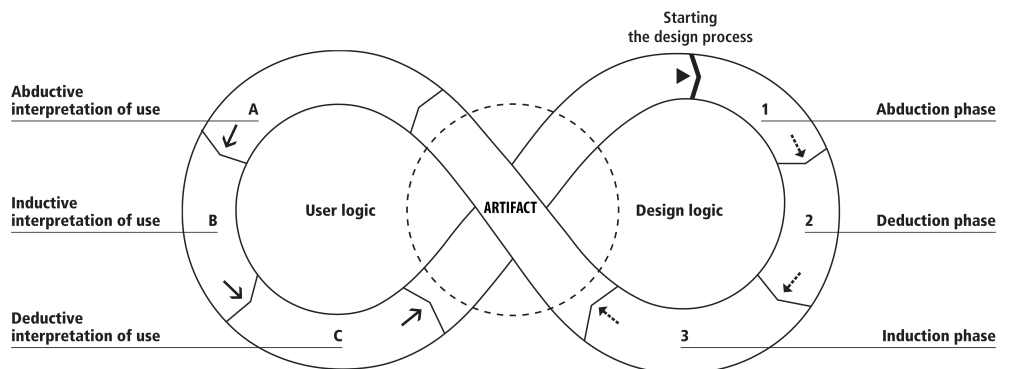 Starting
the design process
Abductive
interpretation of use
A
1
Abduction phase
Inductive
interpretation of use
B
User logic
ARTIFACT
Design logic
2
Deduction phase
Deductive
interpretation of use
C
3
Induction phase